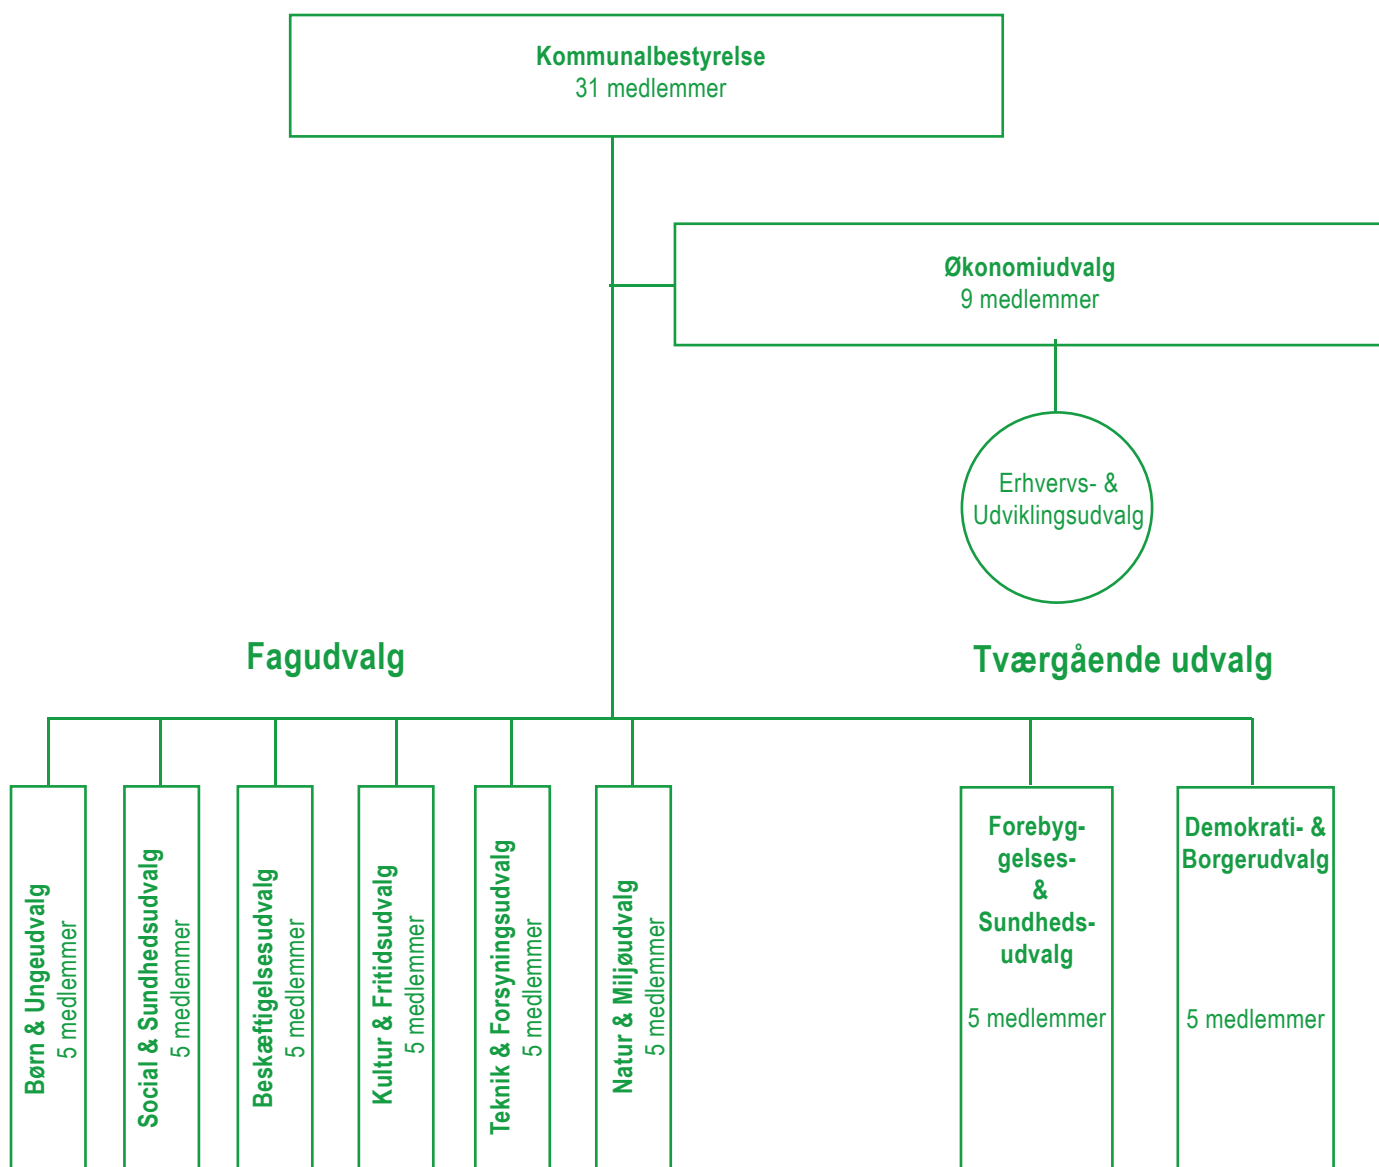 Kommunalbestyrelse
31 medlemmer
Økonomiudvalg
9 medlemmer
Erhvervs- &
Udviklingsudvalg
Fagudvalg
Tværgående udvalg
Børn & Ungeudvalg
5 medlemmer
Social & Sundhedsudvalg
5 medlemmer
Beskæftigelsesudvalg
5 medlemmer
Kultur & Fritidsudvalg
5 medlemmer
Teknik & Forsyningsudvalg
5 medlemmer
Natur & Miljøudvalg
5 medlemmer
Forebyg-
gelses-
&
Sundheds-
udvalg
5 medlemmer
Demokrati- &
Borgerudvalg
5 medlemmer